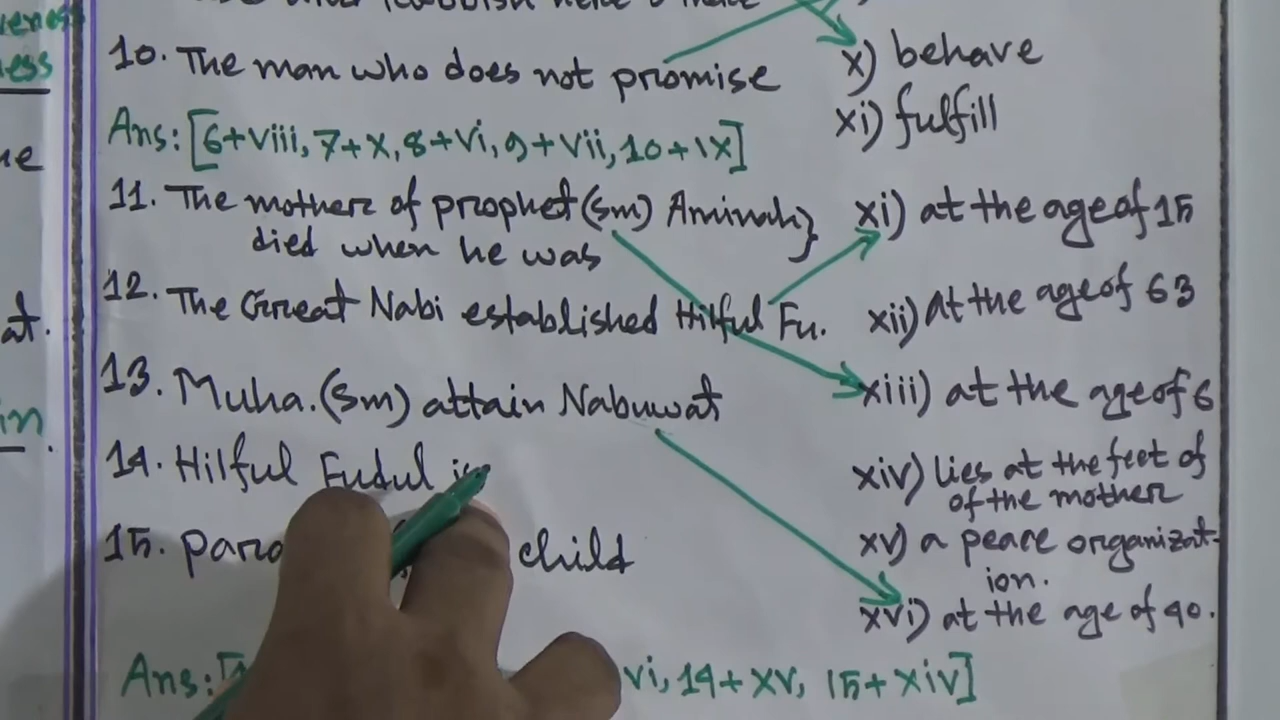 eness
ess
10. The man who does not promise
x) behave
xi) fulfill
Ans: [6+viii, 7+x, 8+vi, 9+vii, 10+ix]
11. The mother of prophet (sm) Aminah}
died when he was
xi) at the age of 15
12. The Great Nabi established Hilful Fu.
xii) at the age of 63
at.
13. Muha. (sm) attain Nabuwat
xiii) at the age of 6
in
14. Hilful Fudul is
xiv) lies at the feet of
of the mother
15. para child
xv) a peace organizat-
ion.
xvi) at the age of 40.
Ans: [ vi, 14+xv, 15+xiv]